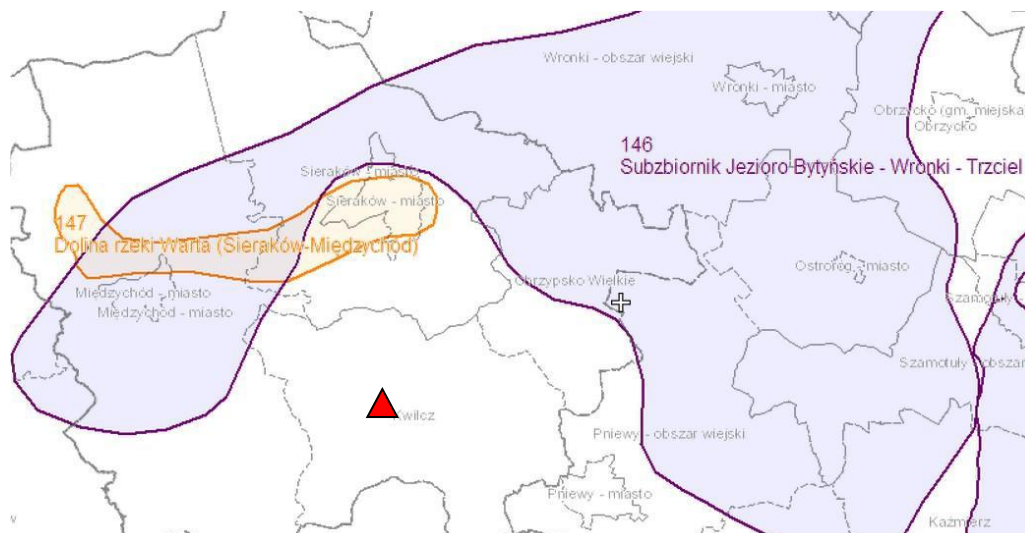 Wronki - obszar wiejski
Wronki - miasto
Obrzycko (gm. miejska
Obrzycko
146
Subzbiornik Jezioro Bytyńskie - Wronki - Trzciel
Sieraków - miasto
Sieraków - miasto
147
Dolina rzeki Warta (Sieraków-Międzychód)
Ostroróg - miasto
Chrzypsko Wielkie
Międzychód - miasto
Międzychód - miasto
Szamotuły
Szamotuły - obszar
Kwilcz
Pniewy - obszar wiejski
Pniewy - miasto
Kaźmierz